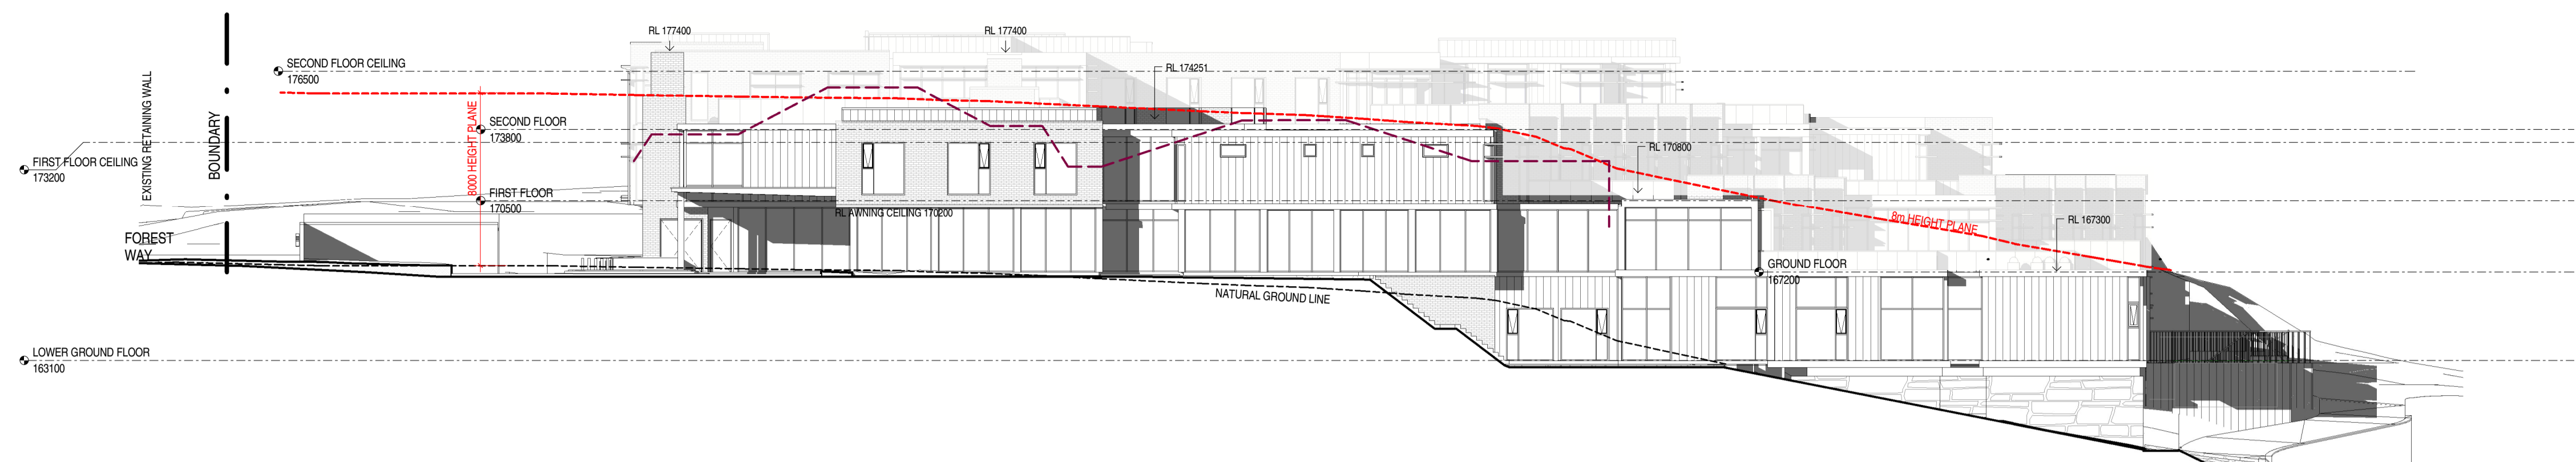 RL 177400
RL 177400
SECOND FLOOR CEILING
176500
RL 174251
EXISTING RETAINING WALL
BOUNDARY
8000 HEIGHT PLANE
SECOND FLOOR
173800
FIRST FLOOR CEILING
173200
RL 170800
FIRST FLOOR
170500
RL AWNING CEILING 170200
8m HEIGHT PLANE
RL 167300
FOREST
WAY
GROUND FLOOR
167200
NATURAL GROUND LINE
LOWER GROUND FLOOR
163100